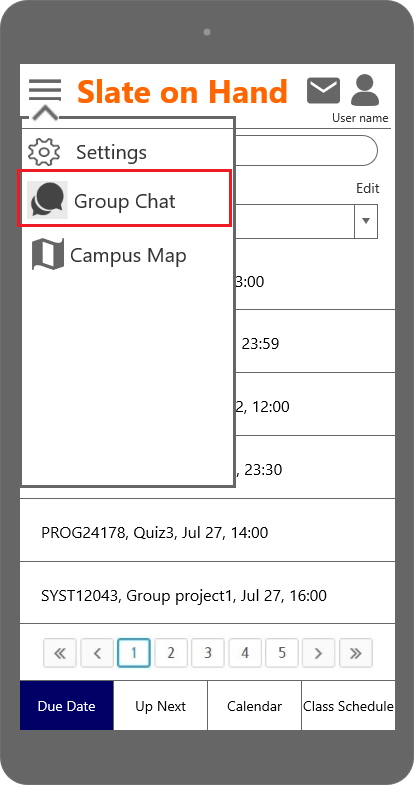 Slate on Hand
User name
Settings
Edit
Group Chat
Campus Map
3:00
, 23:59
2, 12:00
, 23:30
PROG24178, Quiz3, Jul 27, 14:00
SYST12043, Group project1, Jul 27, 16:00
« ‹ 1 2 3 4 5 › »
Due Date Up Next Calendar Class Schedule